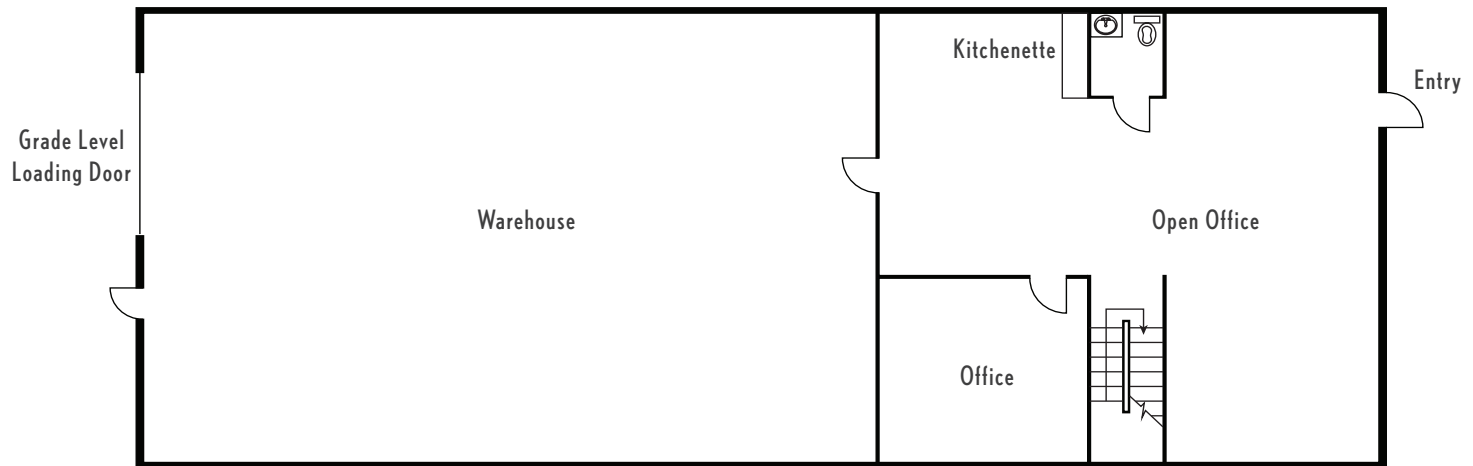 Kitchenette
Entry
Grade Level
Loading Door
Warehouse
Open Office
Office